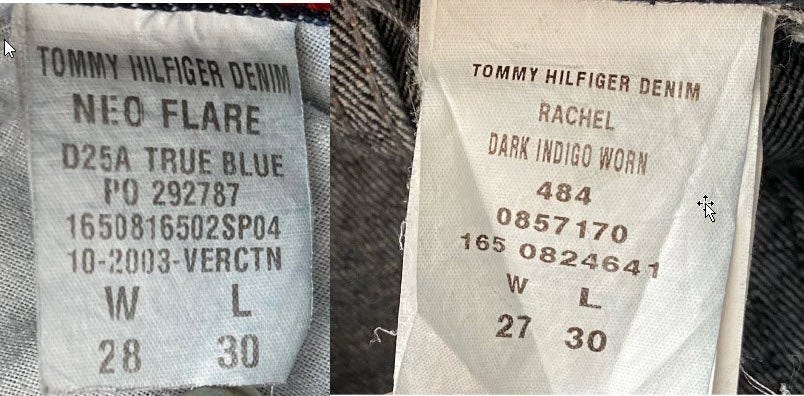 TOMMY HILFIGER DENIM
NEO FLARE
D25A TRUE BLUE
PO 292787
1650816502SP04
10-2003-VERCTN
W L
28 30
TOMMY HILFIGER DENIM
RACHEL
DARK INDIGO WORN
484
0857170
165 0824641
W L
27 30